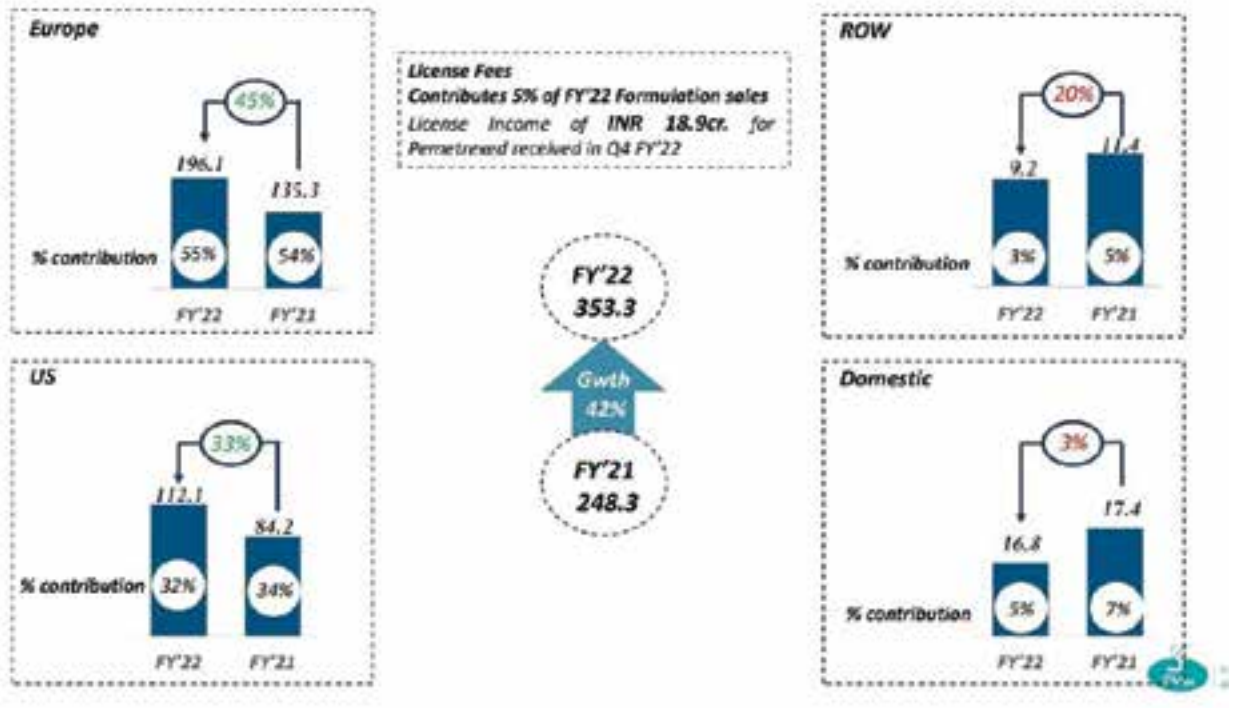 Europe
45%
196.1
135.3
% contribution
55%
54%
FY'22
FY'21
License Fees
Contributes 5% of FY'22 Formulation sales
License Income of INR 18.9cr. for
Pemetrexed received in Q4 FY'22
ROW
20%
9.2
11.4
% contribution
3%
5%
FY'22
FY'21
FY'22
353.3
Gwth
42%
FY'21
248.3
US
33%
112.1
84.2
% contribution
32%
34%
FY'22
FY'21
Domestic
3%
16.8
17.4
% contribution
5%
7%
FY'22
FY'21